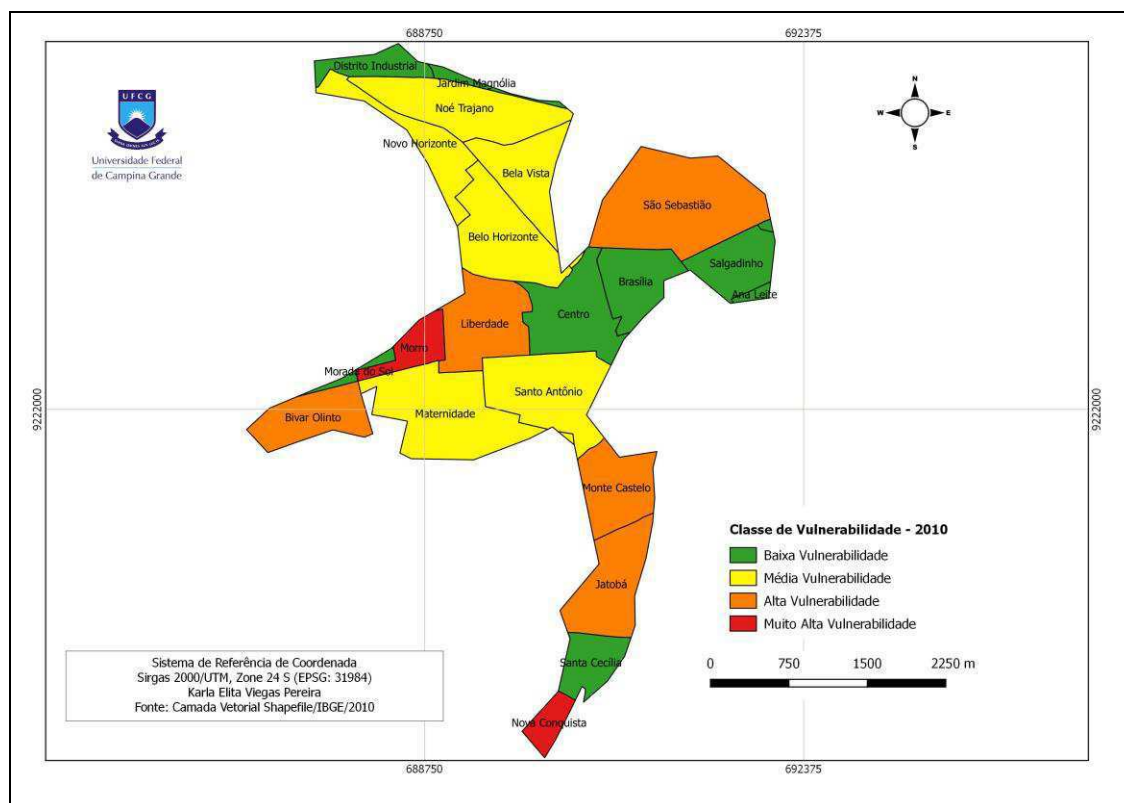 688750
692375
Distrito Industrial
Jardim Magnólia
Noé Trajano
N
W
E
S
UFCG
Universidade Federal
de Campina Grande
Novo Horizonte
Bela Vista
São Sebastião
Belo Horizonte
Salgadinho
Brasília
Ana Leite
Centro
Liberdade
Morro
Morada do Sol
Santo Antônio
Maternidade
Bivar Olinto
9222000
9222000
Monte Castelo
Jatobá
Santa Cecília
Nova Conquista
Classe de Vulnerabilidade - 2010
Baixa Vulnerabilidade
Média Vulnerabilidade
Alta Vulnerabilidade
Muito Alta Vulnerabilidade
0 750 1500 2250 m
Sistema de Referência de Coordenada
Sirgas 2000/UTM, Zone 24 S (EPSG: 31984)
Karla Elita Viegas Pereira
Fonte: Camada Vetorial Shapefile/IBGE/2010
688750
692375